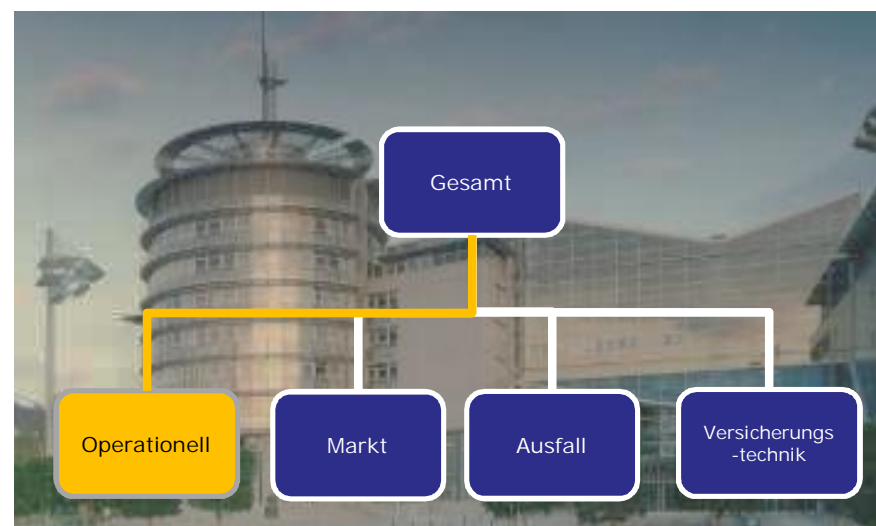 Gesamt
Operationell
Markt
Ausfall
Versicherungs
-technik